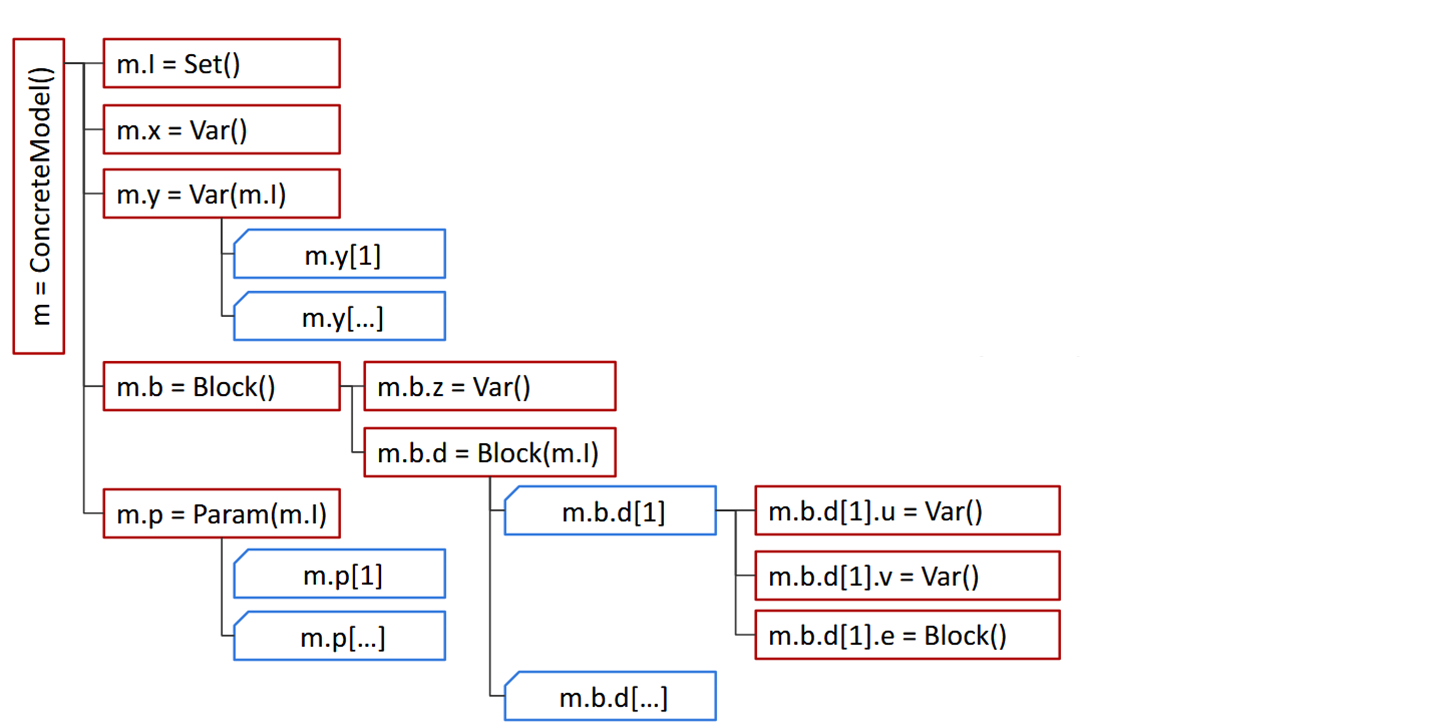 m = ConcreteModel()
m.I = Set()
m.x = Var()
m.y = Var(m.I)
m.y[1]
m.y[...]
m.b = Block()
m.b.z = Var()
m.b.d = Block(m.I)
m.b.d[1]
m.b.d[1].u = Var()
m.b.d[1].v = Var()
m.b.d[1].e = Block()
m.b.d[...]
m.p = Param(m.I)
m.p[1]
m.p[...]